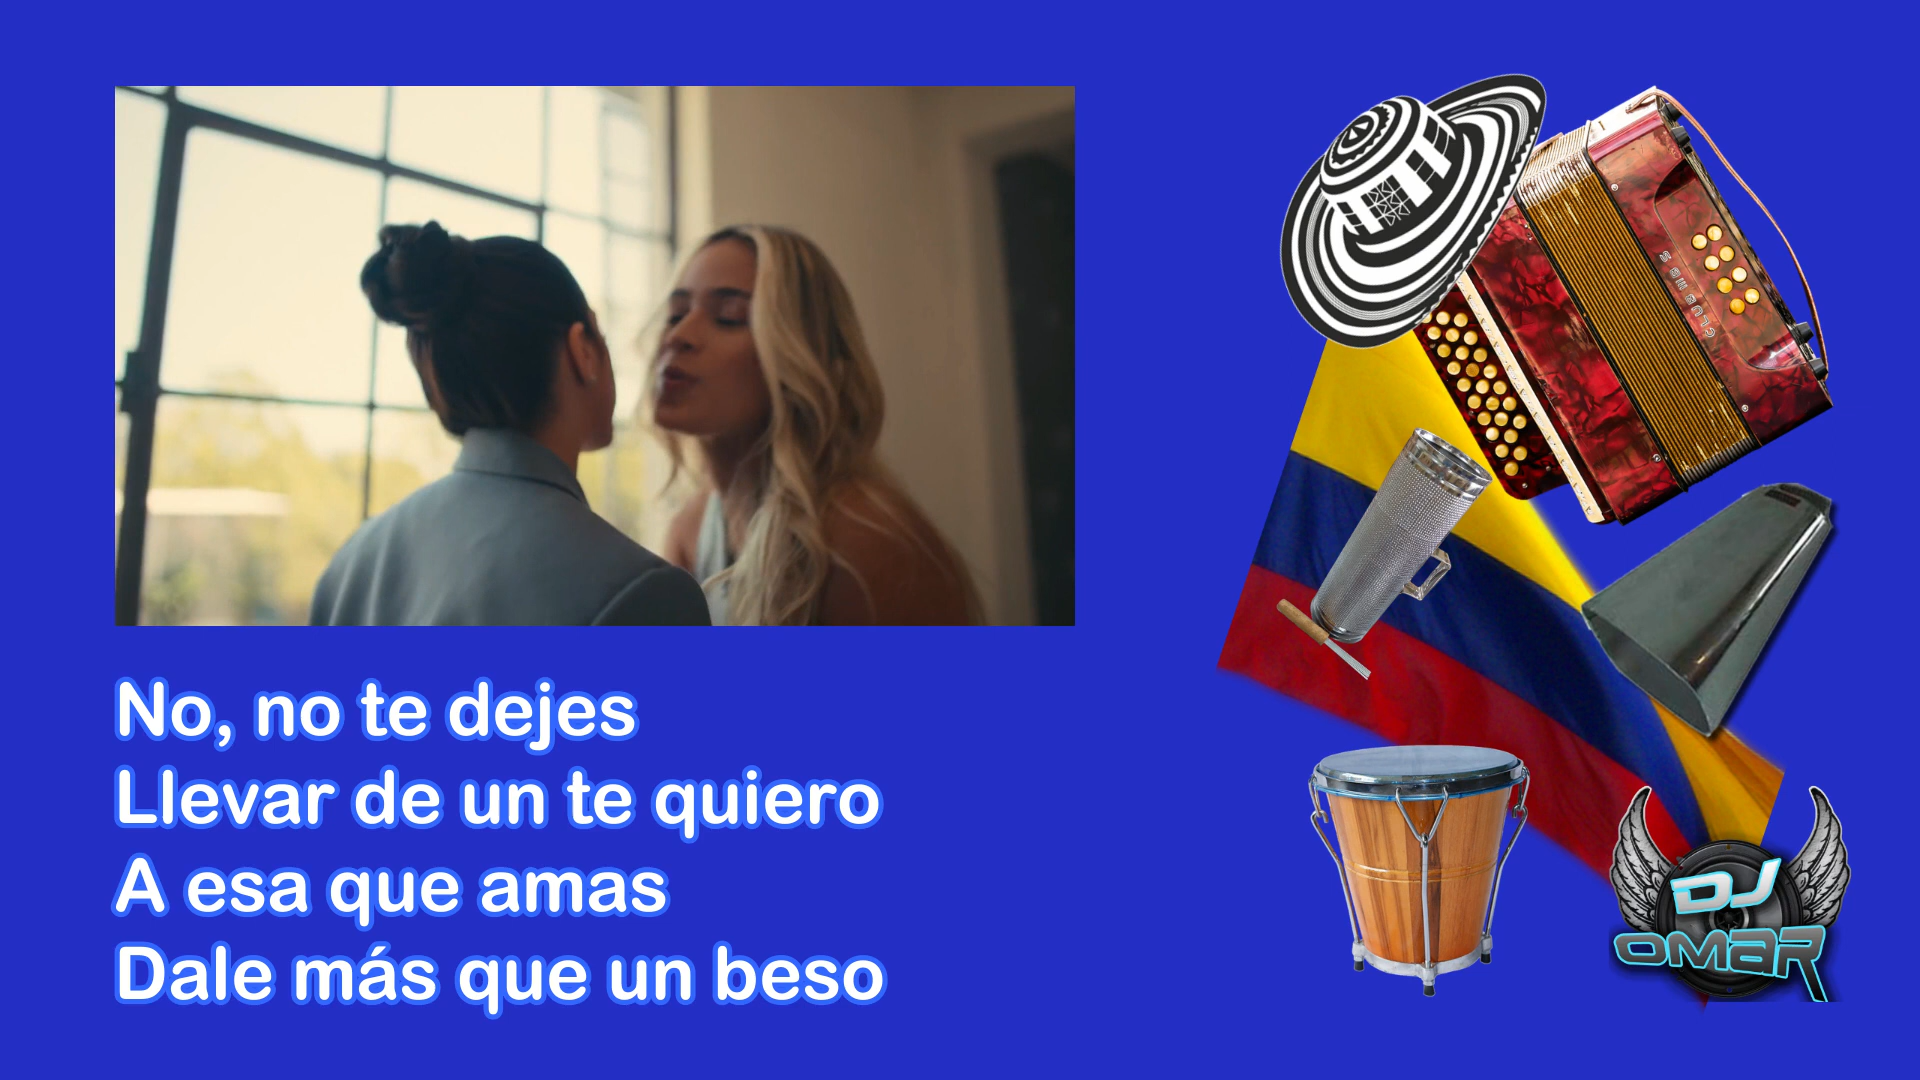 No, no te dejes
Llevar de un te quiero
A esa que amas
Dale más que un beso
DJ
OMAR